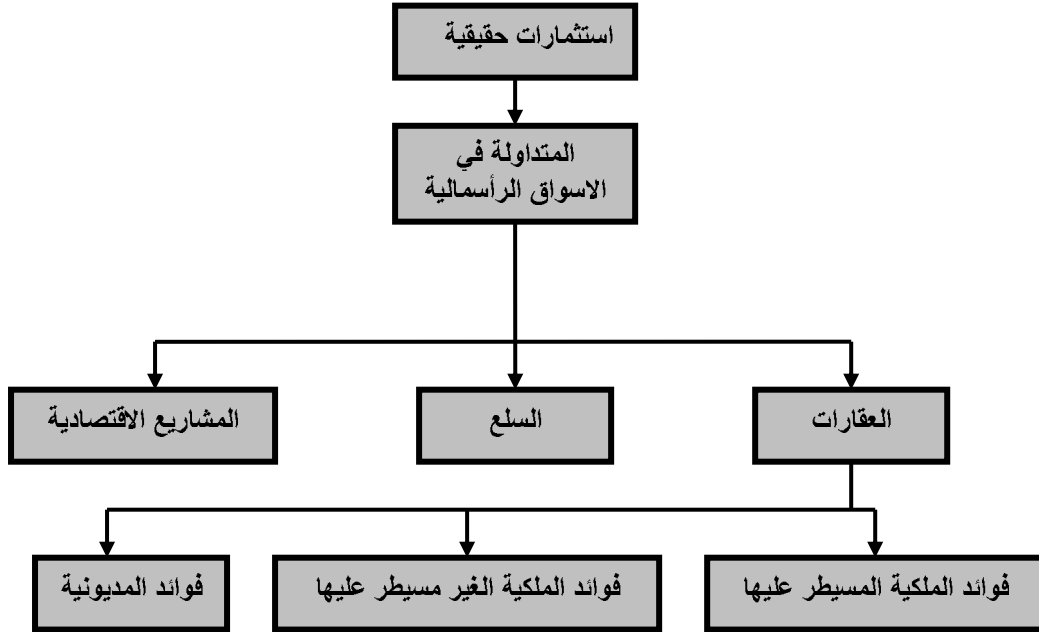 استثمارات حقيقية
المتداولة في
الاسواق الرأسمالية
العقارات
السلع
المشاريع الاقتصادية
فوائد الملكية المسيطر عليها
فوائد الملكية الغير مسيطر عليها
فوائد المديونية